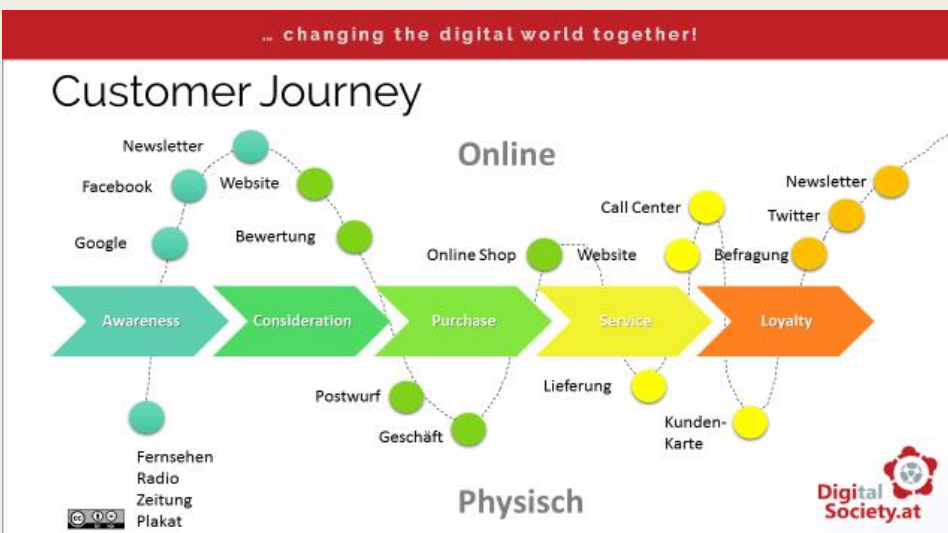 … changing the digital world together!
Customer Journey
Online
Newsletter
Facebook
Website
Google
Bewertung
Online Shop
Website
Call Center
Befragung
Twitter
Newsletter
Awareness
Consideration
Purchase
Service
Loyalty
Postwurf
Geschäft
Lieferung
Kunden-
Karte
Fernsehen
Radio
Zeitung
Plakat
Physisch
Digital
Society.at